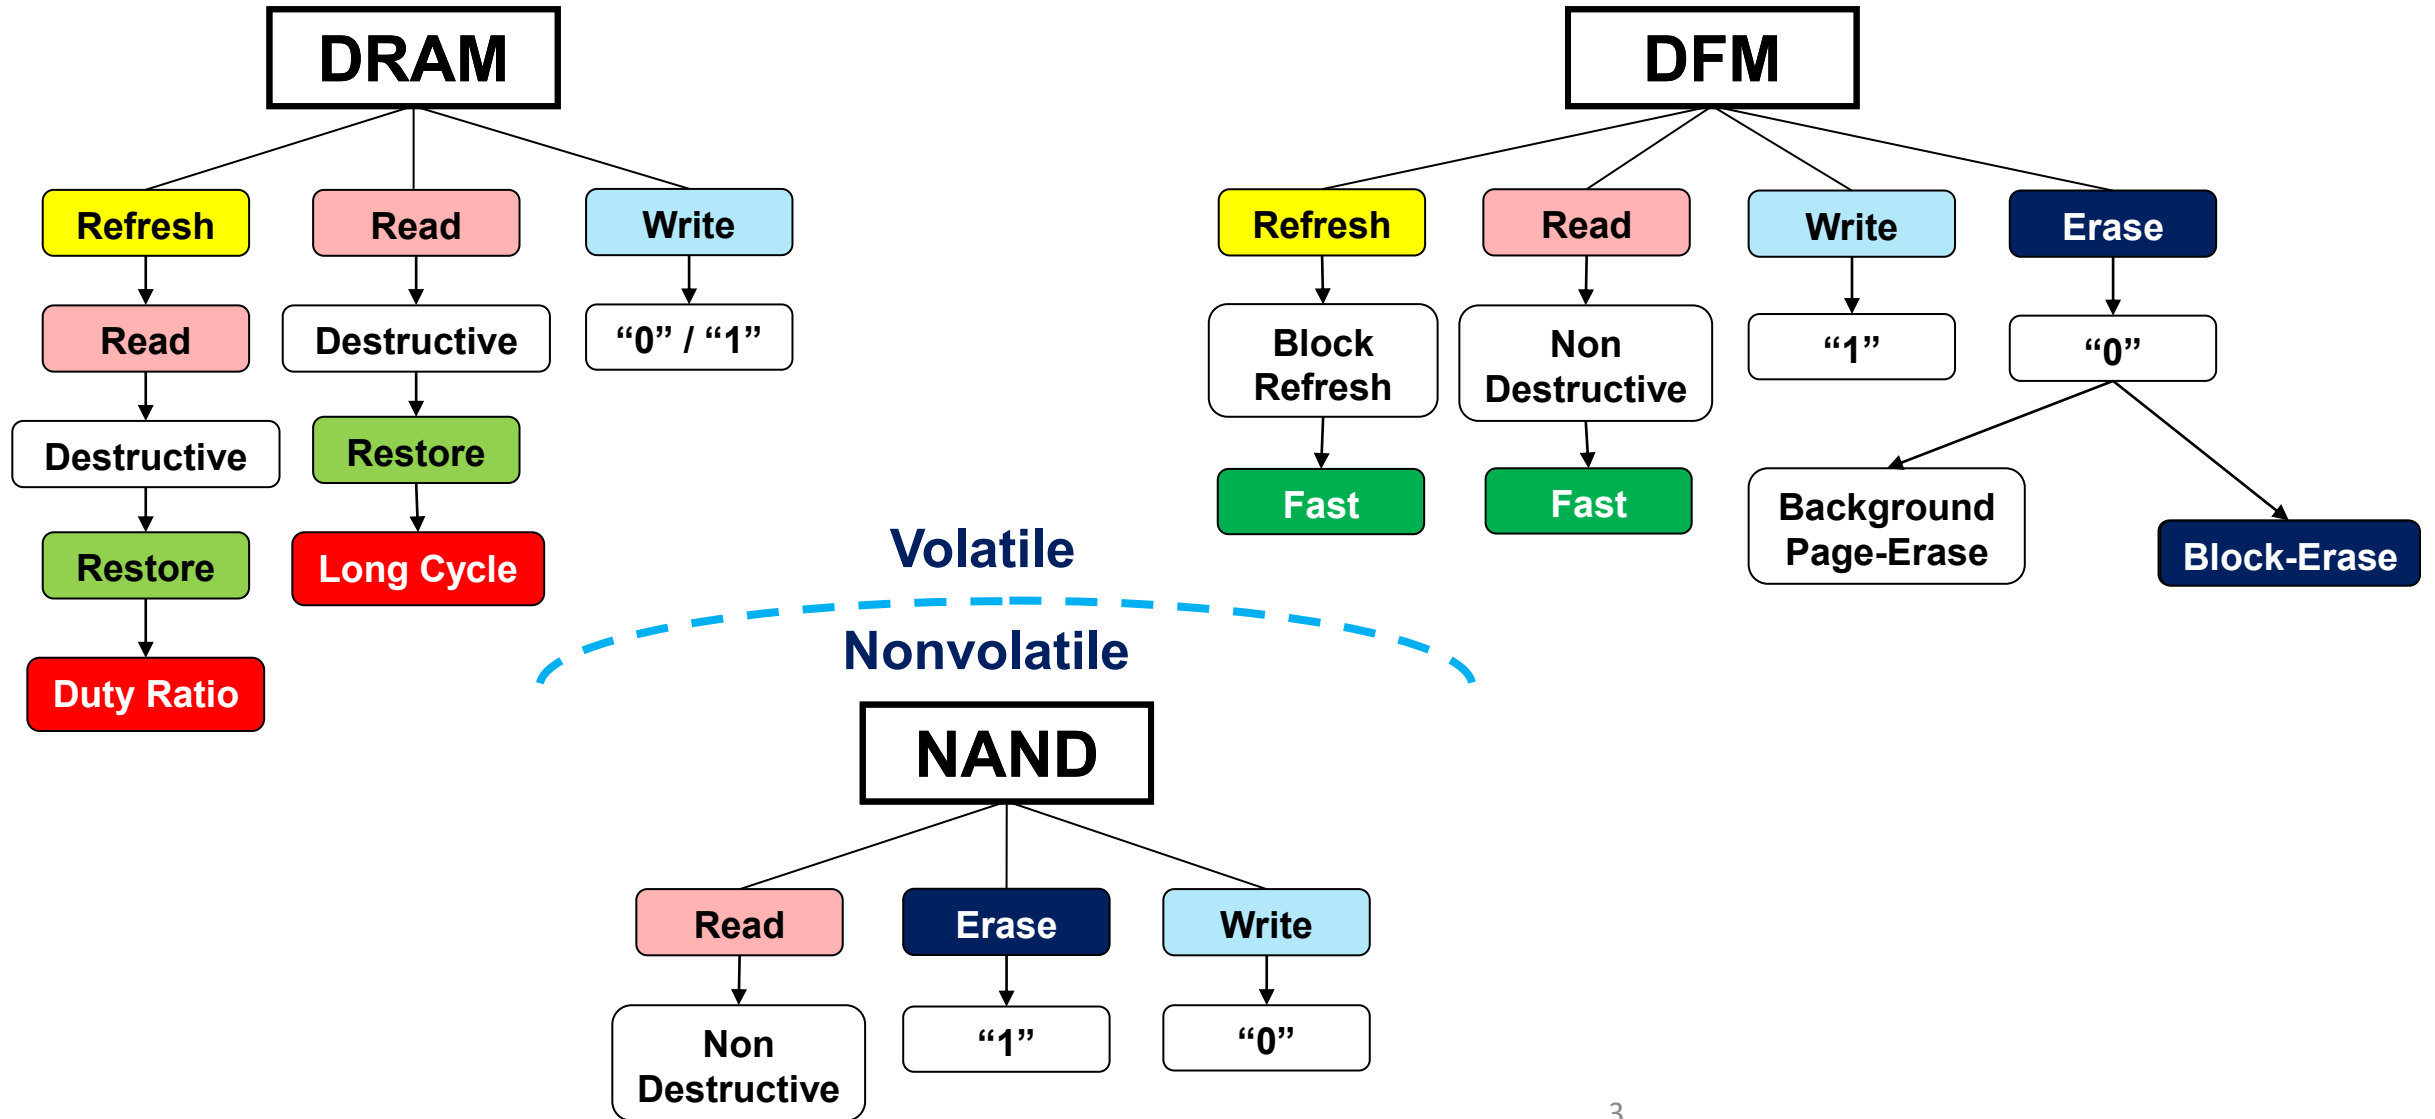 DRAM
Refresh
Read
Write
Read
Destructive
“0” / “1”
Destructive
Restore
Restore
Long Cycle
Duty Ratio
DFM
Refresh
Read
Write
Erase
Block
Refresh
Non
Destructive
“1”
“0”
Fast
Fast
Background
Page-Erase
Block-Erase
Volatile
Nonvolatile
NAND
Read
Erase
Write
Non
Destructive
“1”
“0”
3